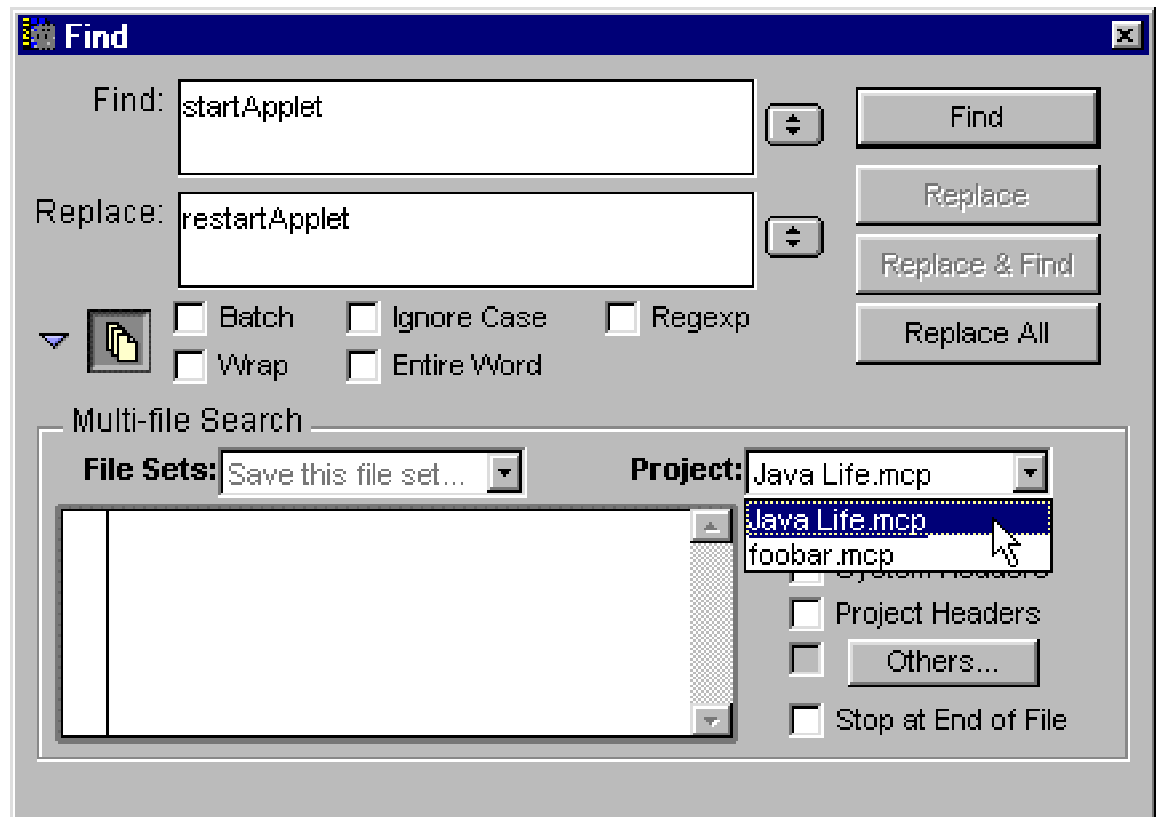 Find
Find: startApplet
Find
Replace: restartApplet
Replace
Replace & Find
Replace All
Batch Ignore Case Regexp
Wrap Entire Word
Multi-file Search
File Sets: Save this file set... Project: Java Life.mcp
Java Life.mcp
foobar.mcp
System Headers
Project Headers
Others...
Stop at End of File